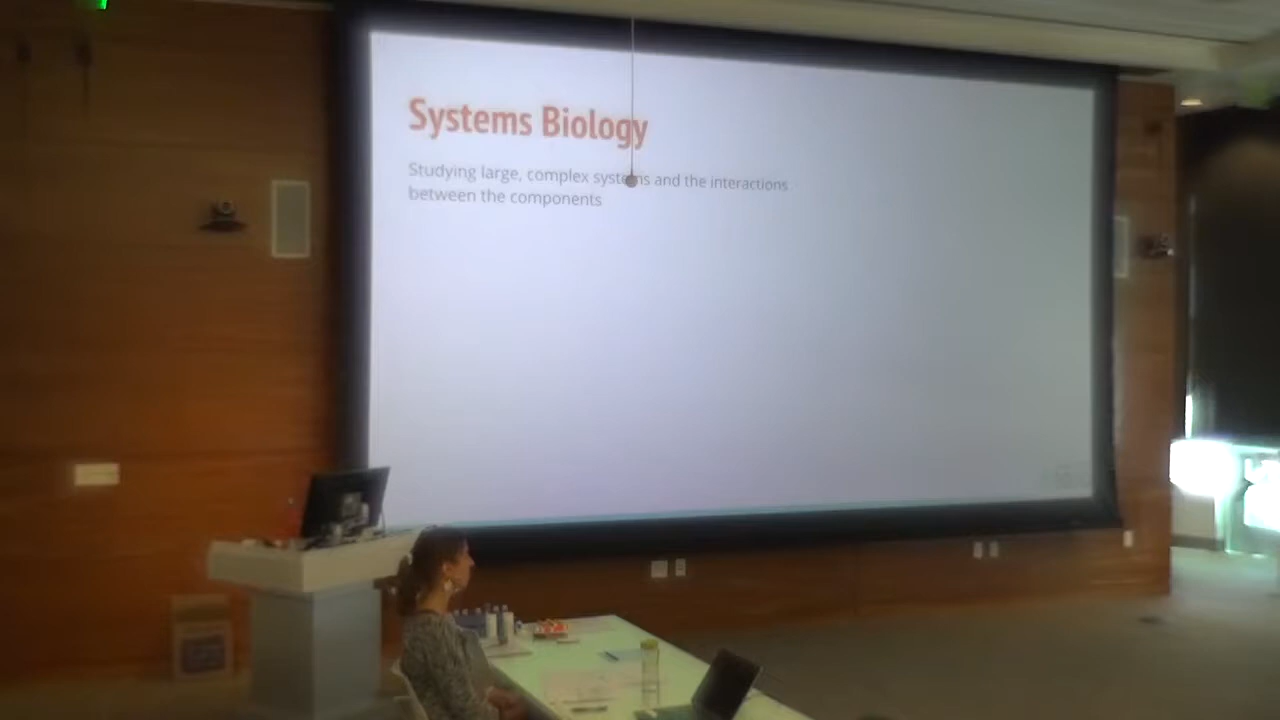 Systems Biology
Studying large, complex systems and the interactions
between the components